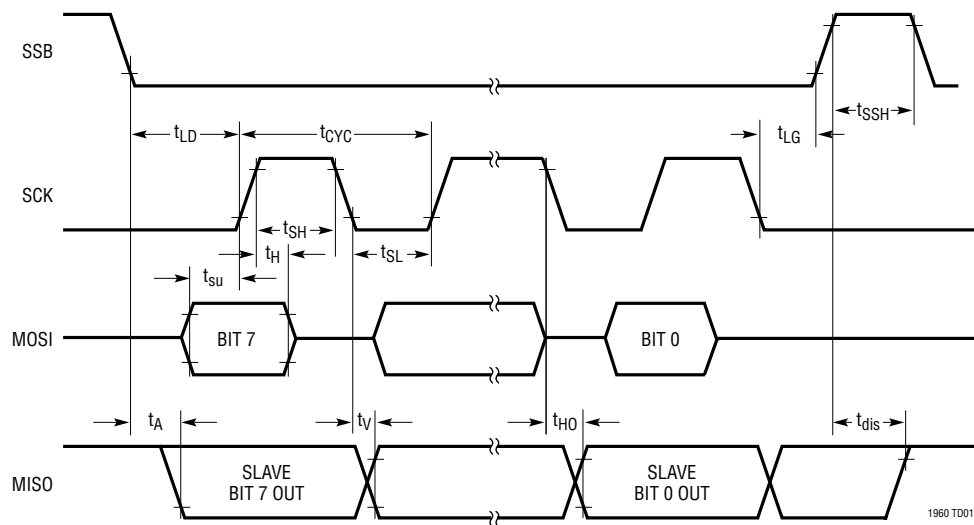 SSB
tSSH
tLD
tCYC
tLG
SCK
tSH
tH
tSL
tsu
MOSI
BIT 7
BIT 0
tA
tV
tHO
tdis
MISO
SLAVE
BIT 7 OUT
SLAVE
BIT 0 OUT
1960 TD01